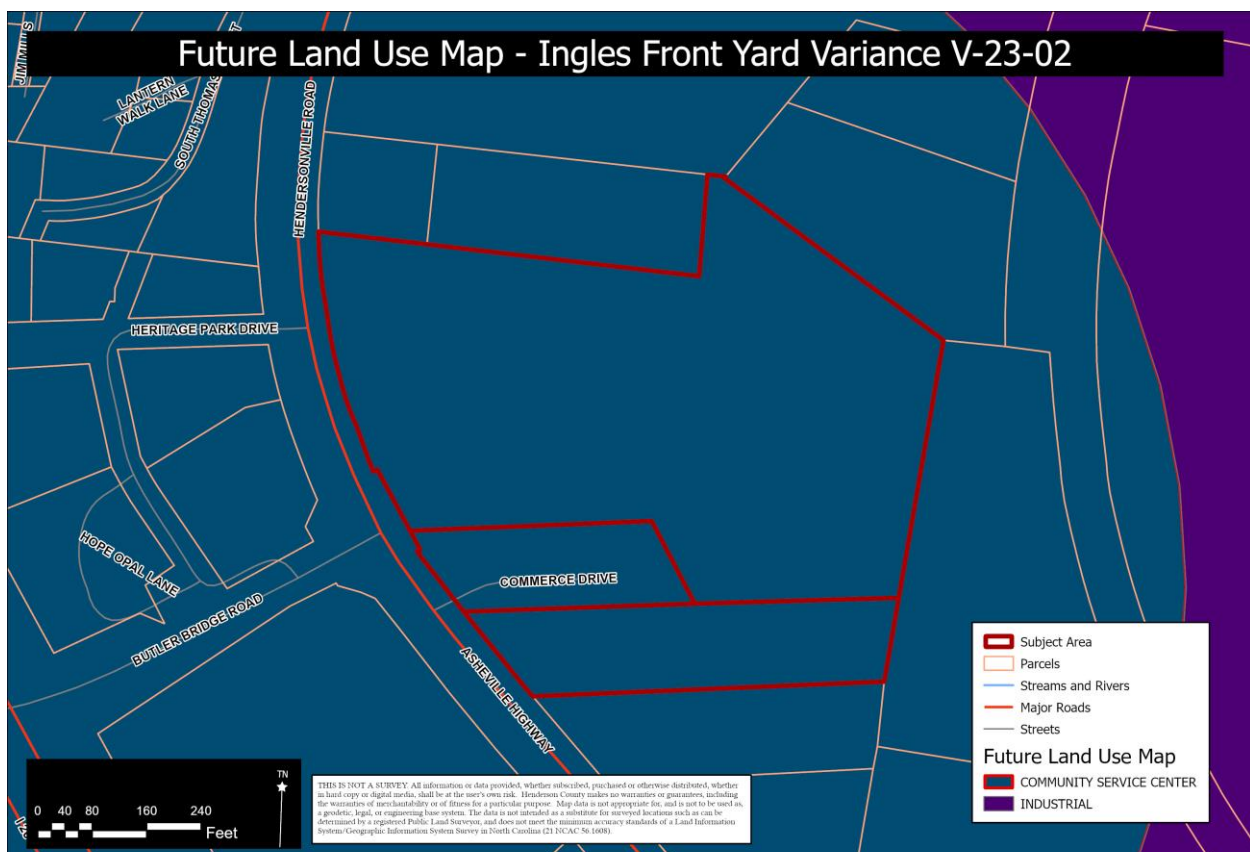 Future Land Use Map - Ingles Front Yard Variance V-23-02
LANTERN
WALK LANE
HENDERSONVILLE ROAD
HERITAGE PARK DRIVE
HOPE OPAL LANE
COMMERCE DRIVE
BUTLER BRIDGE ROAD
ASHEVILLE HIGHWAY
Subject Area
Parcels
Streams and Rivers
Major Roads
Streets
Future Land Use Map
COMMUNITY SERVICE CENTER
INDUSTRIAL
TN
0 40 80 160 240
Feet
THIS IS NOT A SURVEY. All information or data provided, whether subscribed, purchased or otherwise distributed, whether
in hard copy or digital media, shall be at the user's own risk. Henderson County makes no warranties or guarantees, including
the warranties of merchantability or of fitness for a particular purpose. Map data is not appropriate for, and is not to be used as,
a geodetic, legal, or engineering base system. The data is not intended as a substitute for surveyed locations such as can be
determined by a registered Public Land Surveyor, and does not meet the minimum accuracy standards of a Land Information
System/Geographic Information System Survey in North Carolina (21 NCAC 56.1608).
SOUTH THOMAS